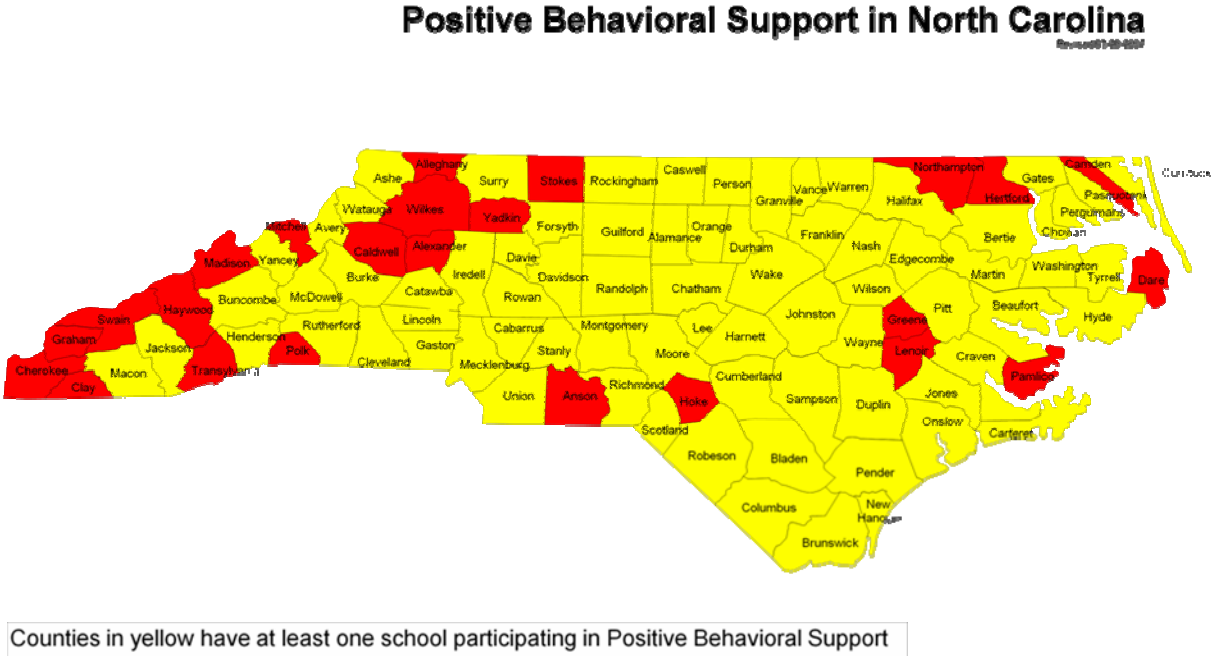 Positive Behavioral Support in North Carolina
Alleghany
Ashe
Surry
Stokes
Rockingham
Caswell
Person
Granville
Vance
Warren
Northampton
Hertford
Gates
Camden
Pasquotank
Perquimans
Chowan
Currituck
Halifax
Watauga
Wilkes
Yadkin
Forsyth
Guilford
Alamance
Orange
Durham
Franklin
Nash
Edgecombe
Bertie
Mitchell
Avery
Caldwell
Alexander
Iredell
Davie
Davidson
Randolph
Chatham
Wake
Wilson
Martin
Washington
Tyrrell
Dare
Madison
Yancey
Burke
Catawba
Rowan
Buncombe
McDowell
Swain
Haywood
Lincoln
Cabarrus
Montgomery
Lee
Harnett
Johnston
Greene
Pitt
Beaufort
Hyde
Graham
Jackson
Henderson
Rutherford
Polk
Cleveland
Gaston
Mecklenburg
Stanly
Moore
Wayne
Lenoir
Craven
Pamlico
Cherokee
Clay
Macon
Transylvania
Union
Anson
Richmond
Hoke
Cumberland
Sampson
Duplin
Jones
Onslow
Carteret
Scotland
Robeson
Bladen
Pender
Columbus
New
Hanover
Brunswick
Counties in yellow have at least one school participating in Positive Behavioral Support